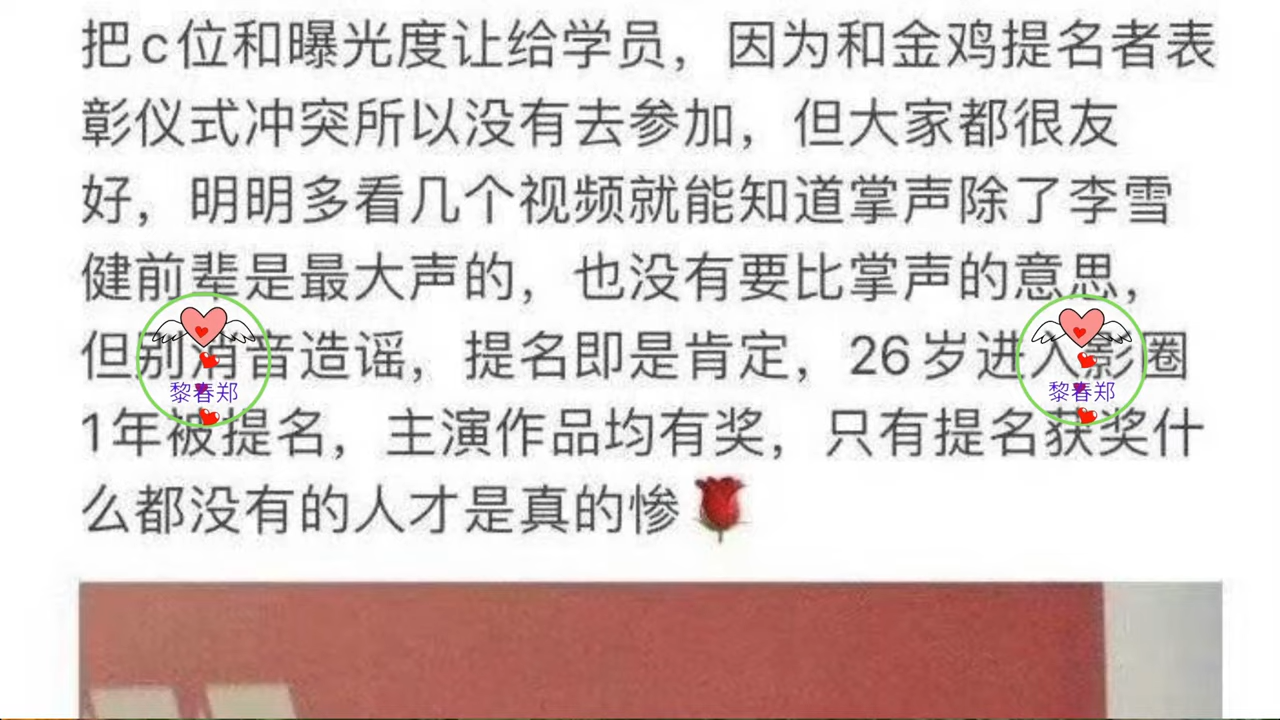 把c位和曝光度让给学员，因为和金鸡提名者表
彰仪式冲突所以没有去参加，但大家都很友
好，明明多看几个视频就能知道掌声除了李雪
健前辈是最大声的，也没有要比掌声的意思，
但别消音造谣，提名即是肯定，26岁进入影圈
1年被提名，主演作品均有奖，只有提名获奖什
么都没有的人才是真的惨
黎春郑
黎春郑